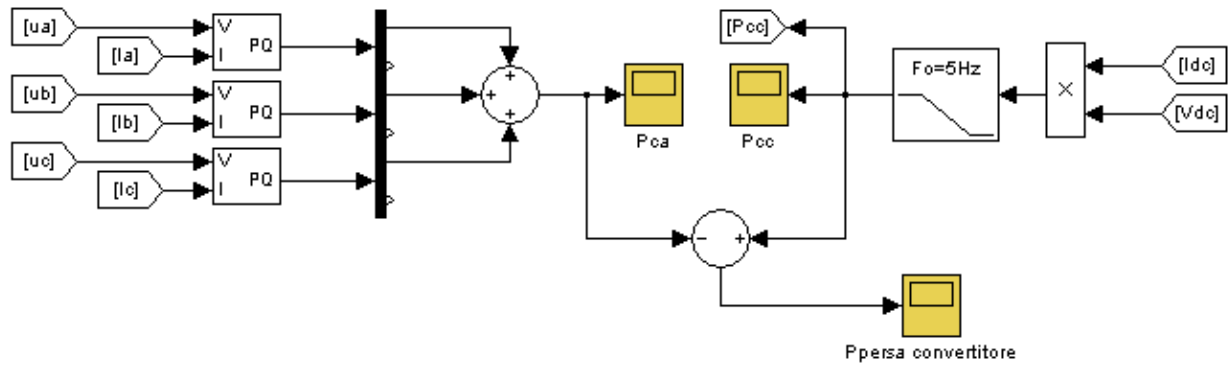 [ua]
[Ia]
V
I
PQ
[ub]
[Ib]
V
I
PQ
[uc]
[Ic]
V
I
PQ
+
+
+
Pca
[Pcc]
Pcc
Fo=5Hz
×
[Idc]
[Vdc]
−
+
Ppersa convertitore